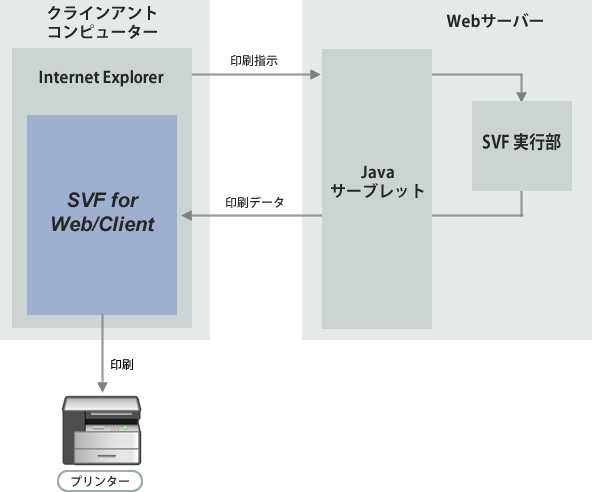 クラインアント
コンピューター
Webサーバー
Internet Explorer
印刷指示
SVF 実行部
Java
サーブレット
SVF for
Web/Client
印刷データ
印刷
プリンター